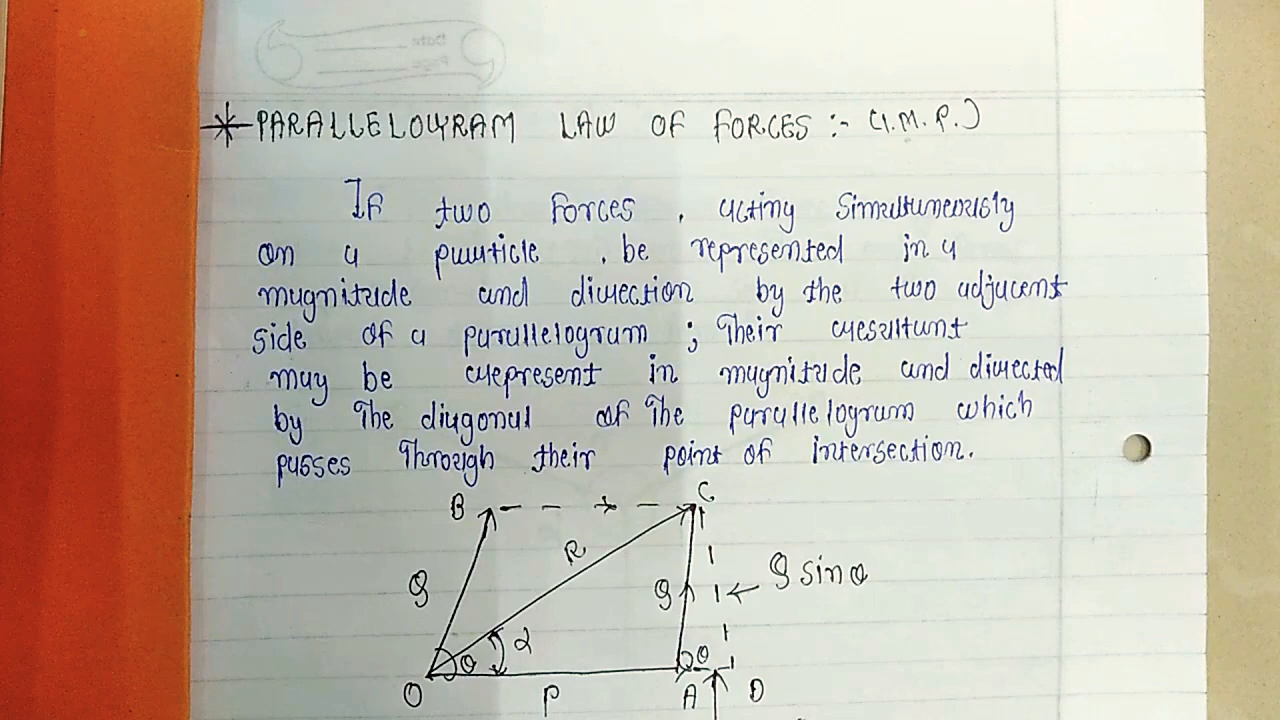 Date
Page
* PARALLELOGRAM LAW OF FORCES :- (I.M.P.)
If two forces, acting simultaneously
on a particle, be represented in a
magnitude and direction by the two adjacent
side of a parallelogram ; Their resultant
may be represent in magnitude and directed
by The diagonal of The parallelogram which
passes Through their point of intersection.
B C
R
Q Q Q sinθ
θ α θ
O P A D